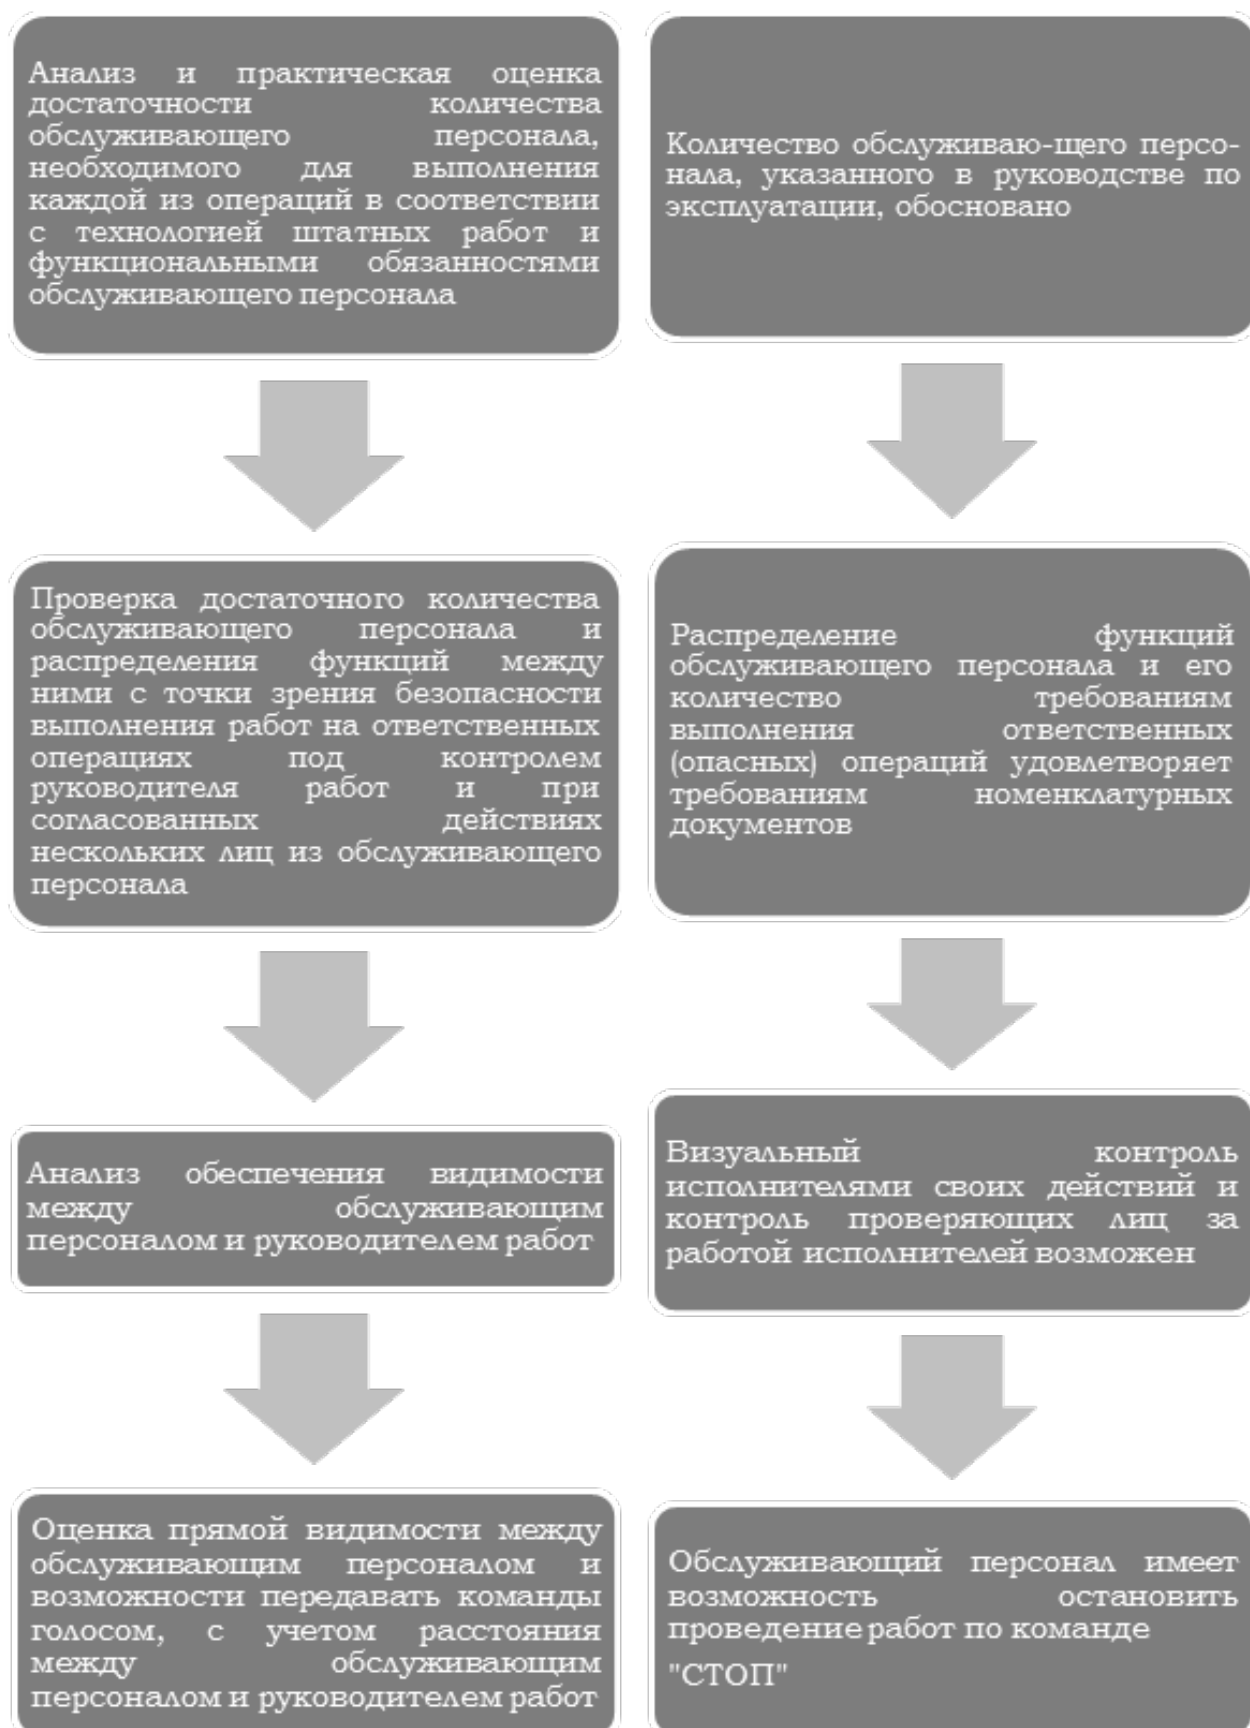 Анализ и практическая оценка
достаточности количества
обслуживающего персонала,
необходимого для выполнения
каждой из операций в соответствии
с технологией штатных работ и
функциональными обязанностями
обслуживающего персонала
Количество обслуживаю-щего персо-
нала, указанного в руководстве по
эксплуатации, обосновано
Проверка достаточного количества
обслуживающего персонала и
распределения функций между
ними с точки зрения безопасности
выполнения работ на ответственных
операциях под контролем
руководителя работ и при
согласованных действиях
нескольких лиц из обслуживающего
персонала
Распределение функций
обслуживающего персонала и его
количество требованиям
выполнения ответственных
(опасных) операций удовлетворяет
требованиям номенклатурных
документов
Анализ обеспечения видимости
между обслуживающим
персоналом и руководителем работ
Визуальный контроль
исполнителями своих действий и
контроль проверяющих лиц за
работой исполнителей возможен
Оценка прямой видимости между
обслуживающим персоналом и
возможности передавать команды
голосом, с учетом расстояния
между обслуживающим
персоналом и руководителем работ
Обслуживающий персонал имеет
возможность остановить
проведение работ по команде
"СТОП"